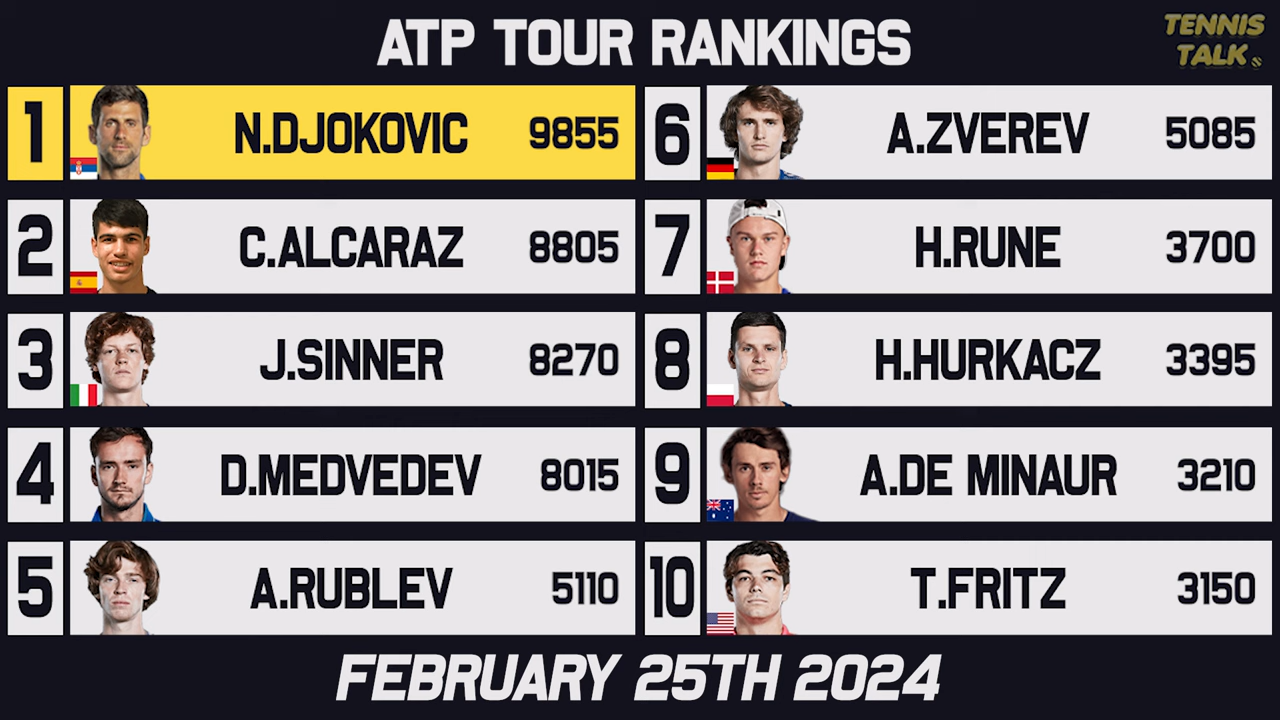 ATP TOUR RANKINGS
TENNIS
TALK
1 N.DJOKOVIC 9855
2 C.ALCARAZ 8805
3 J.SINNER 8270
4 D.MEDVEDEV 8015
5 A.RUBLEV 5110
6 A.ZVEREV 5085
7 H.RUNE 3700
8 H.HURKACZ 3395
9 A.DE MINAUR 3210
10 T.FRITZ 3150
FEBRUARY 25TH 2024